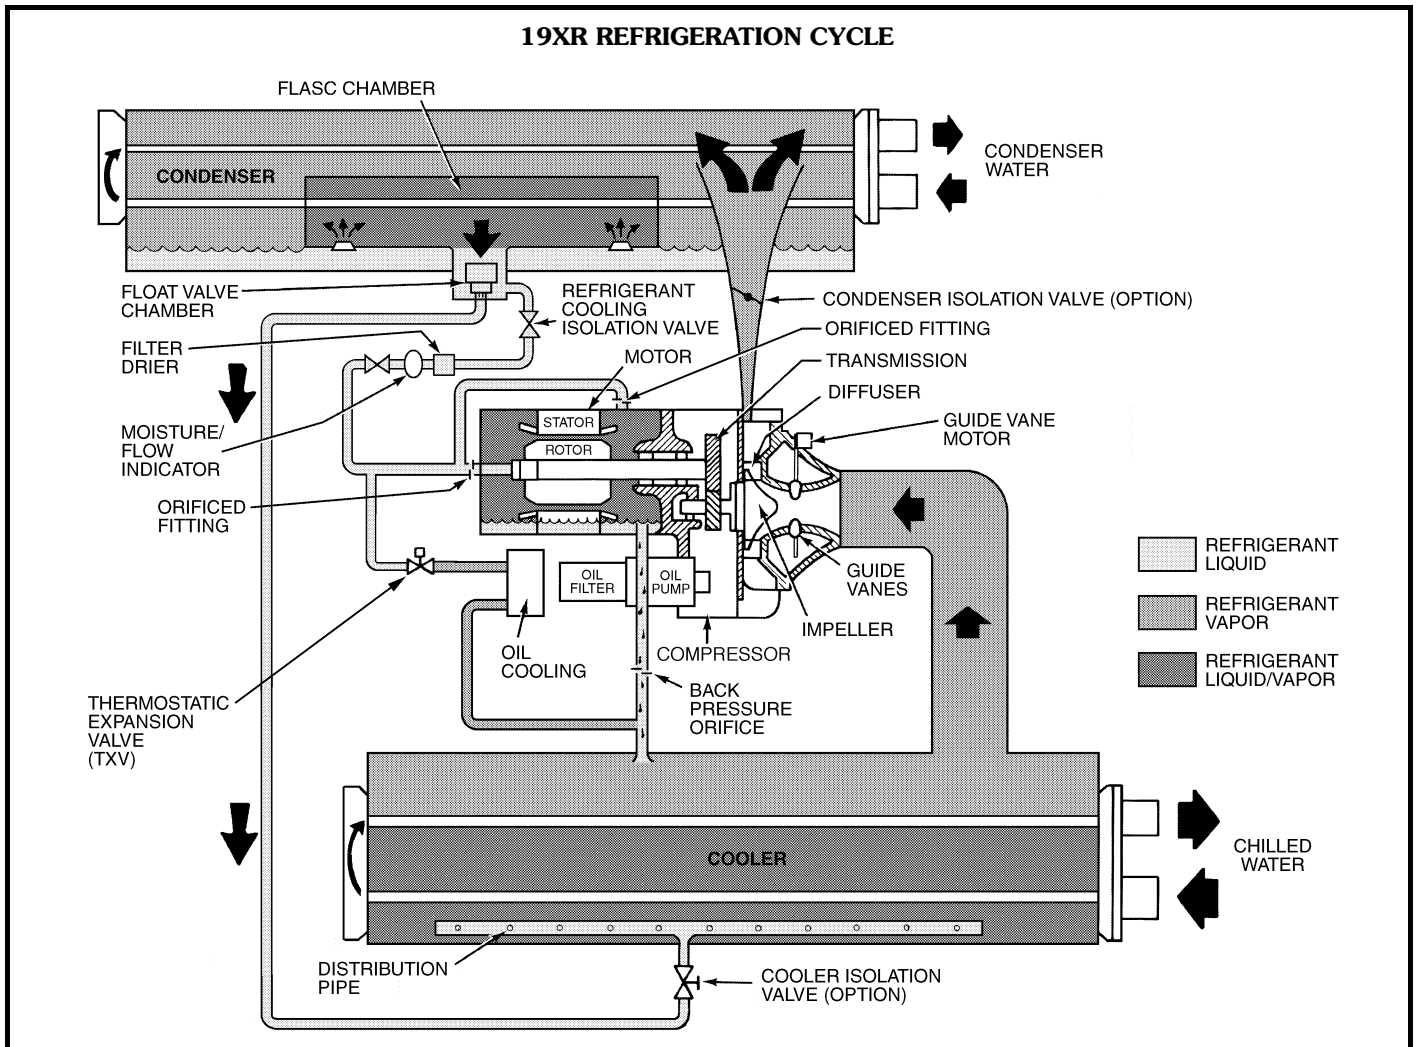 19XR REFRIGERATION CYCLE
FLASC CHAMBER
CONDENSER
CONDENSER
WATER
FLOAT VALVE
CHAMBER
REFRIGERANT
COOLING
ISOLATION VALVE
CONDENSER ISOLATION VALVE (OPTION)
ORIFICED FITTING
FILTER
DRIER
MOTOR
TRANSMISSION
DIFFUSER
GUIDE VANE
MOTOR
STATOR
ROTOR
MOISTURE/
FLOW
INDICATOR
ORIFICED
FITTING
OIL
FILTER
OIL
PUMP
GUIDE
VANES
IMPELLER
COMPRESSOR
OIL
COOLING
BACK
PRESSURE
ORIFICE
THERMOSTATIC
EXPANSION
VALVE
(TXV)
REFRIGERANT
LIQUID
REFRIGERANT
VAPOR
REFRIGERANT
LIQUID/VAPOR
COOLER
CHILLED
WATER
DISTRIBUTION
PIPE
COOLER ISOLATION
VALVE (OPTION)